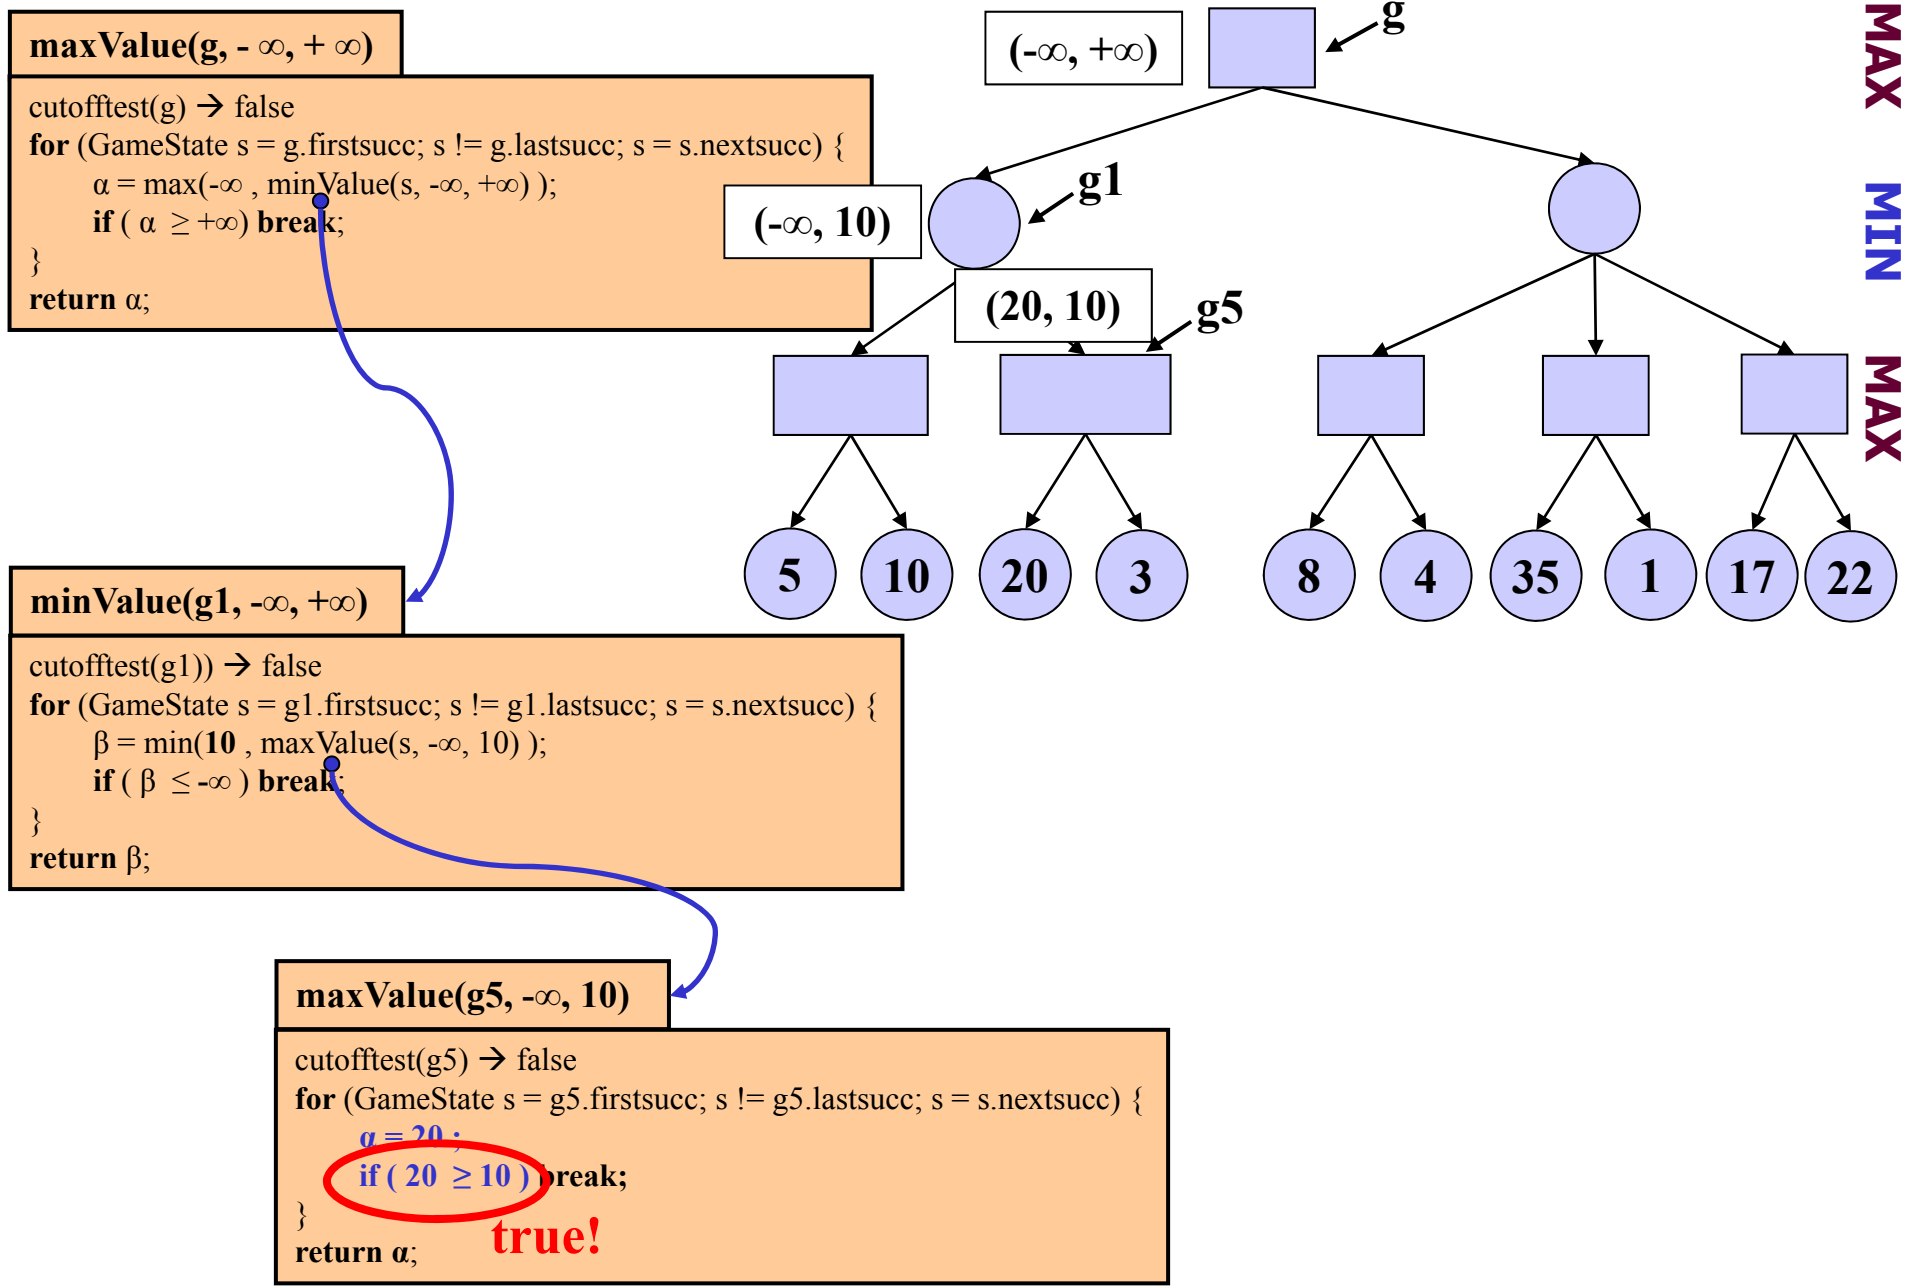 maxValue(g, - ∞, + ∞)
cutofftest(g) → false
for (GameState s = g.firstsucc; s != g.lastsucc; s = s.nextsucc) {
α = max(-∞ , minValue(s, -∞, +∞) );
if ( α ≥ +∞) break;
}
return α;
minValue(g1, -∞, +∞)
cutofftest(g1)) → false
for (GameState s = g1.firstsucc; s != g1.lastsucc; s = s.nextsucc) {
β = min(10 , maxValue(s, -∞, 10) );
if ( β ≤ -∞ ) break;
}
return β;
maxValue(g5, -∞, 10)
cutofftest(g5) → false
for (GameState s = g5.firstsucc; s != g5.lastsucc; s = s.nextsucc) {
α = 20 ;
if ( 20 ≥ 10 ) break;
}
true!
return α;
(-∞, +∞)
g
MAX
(-∞, 10)
g1
MIN
(20, 10)
g5
MAX
5 10 20 3 8 4 35 1 17 22